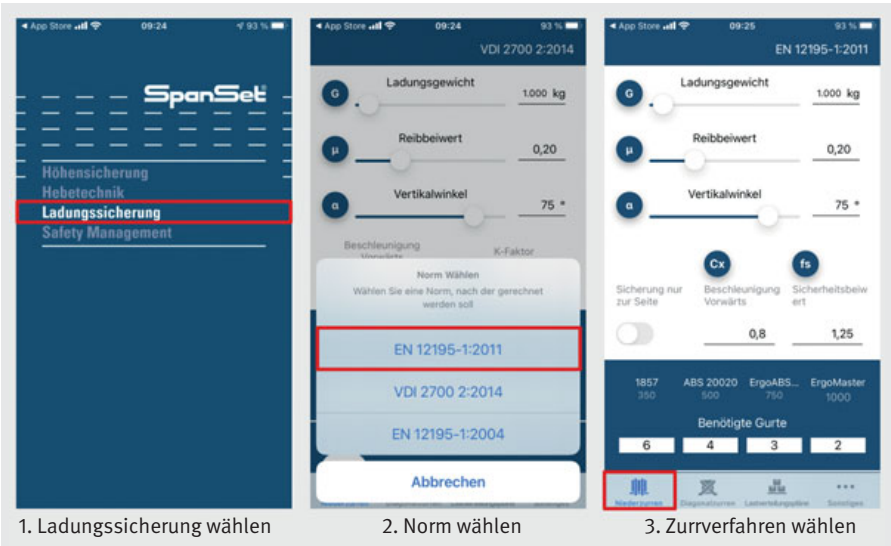 App Store 09:24 93 %
SpanSet
Höhensicherung
Hebetechnik
Ladungssicherung
Safety Management
1. Ladungssicherung wählen
App Store 09:24 93 %
VDI 2700 2:2014
G Ladungsgewicht 1.000 kg
μ Reibbeiwert 0,20
α Vertikalwinkel 75 °
Beschleunigung K-Faktor
Vorwärts
Norm Wählen
Wählen Sie eine Norm, nach der gerechnet
werden soll
EN 12195-1:2011
VDI 2700 2:2014
EN 12195-1:2004
Abbrechen
2. Norm wählen
App Store 09:25 93 %
EN 12195-1:2011
G Ladungsgewicht 1.000 kg
μ Reibbeiwert 0,20
α Vertikalwinkel 75 °
Cx fs
Sicherung nur Beschleunigung Sicherheitsbeiw
zur Seite Vorwärts ert
0,8 1,25
1857 ABS 20020 ErgoABS... ErgoMaster
350 500 750 1000
Benötigte Gurte
6 4 3 2
Niederzurren Diagonalzurren Lastverteilungspläne Sonstiges
3. Zurrverfahren wählen